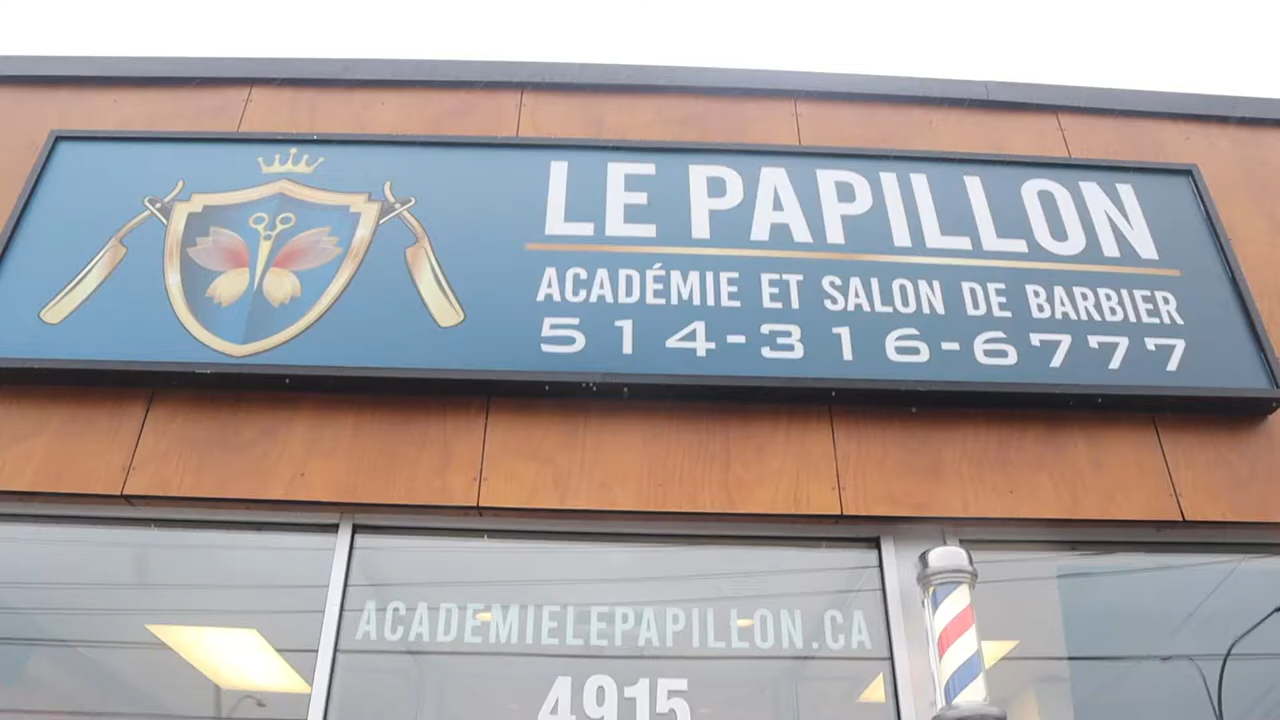 LE PAPILLON
ACADÉMIE ET SALON DE BARBIER
514-316-6777
ACADEMIELEPAPILLON.CA
4915